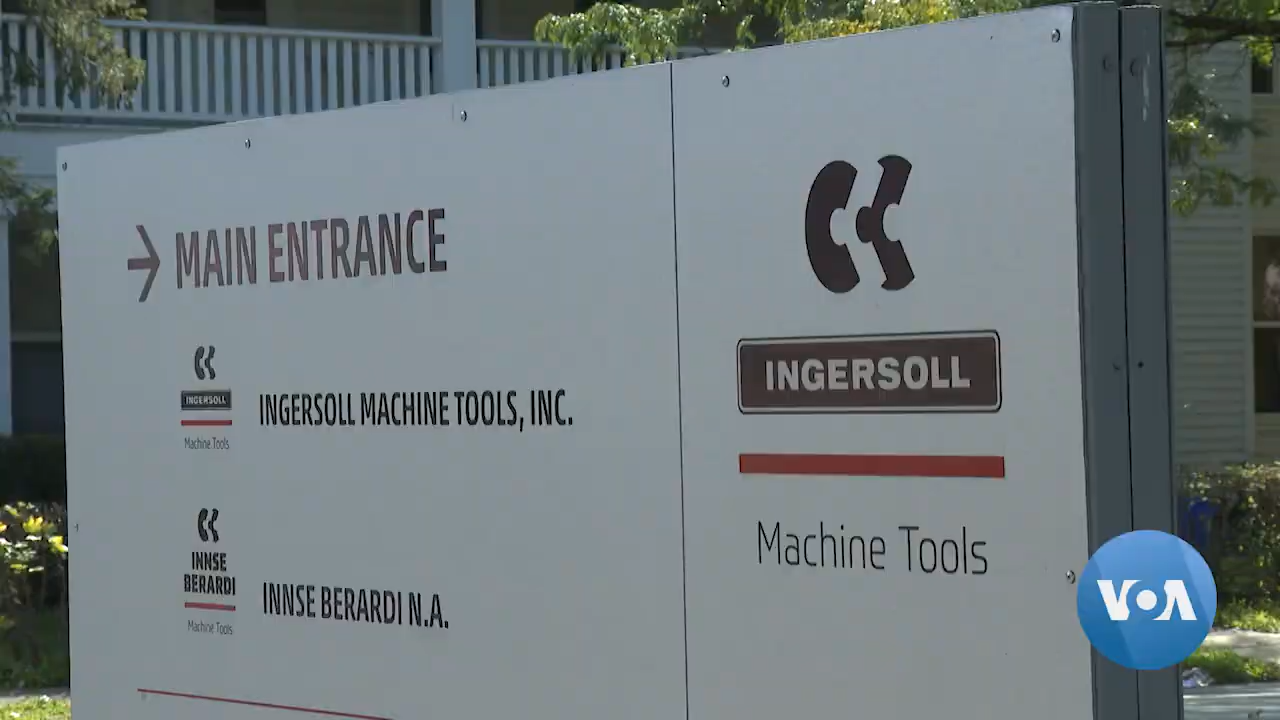 MAIN ENTRANCE
INGERSOLL
Machine Tools
INGERSOLL MACHINE TOOLS, INC.
INNSE
BERARDI
Machine Tools
INNSE BERARDI N.A.
INGERSOLL
Machine Tools
VOA